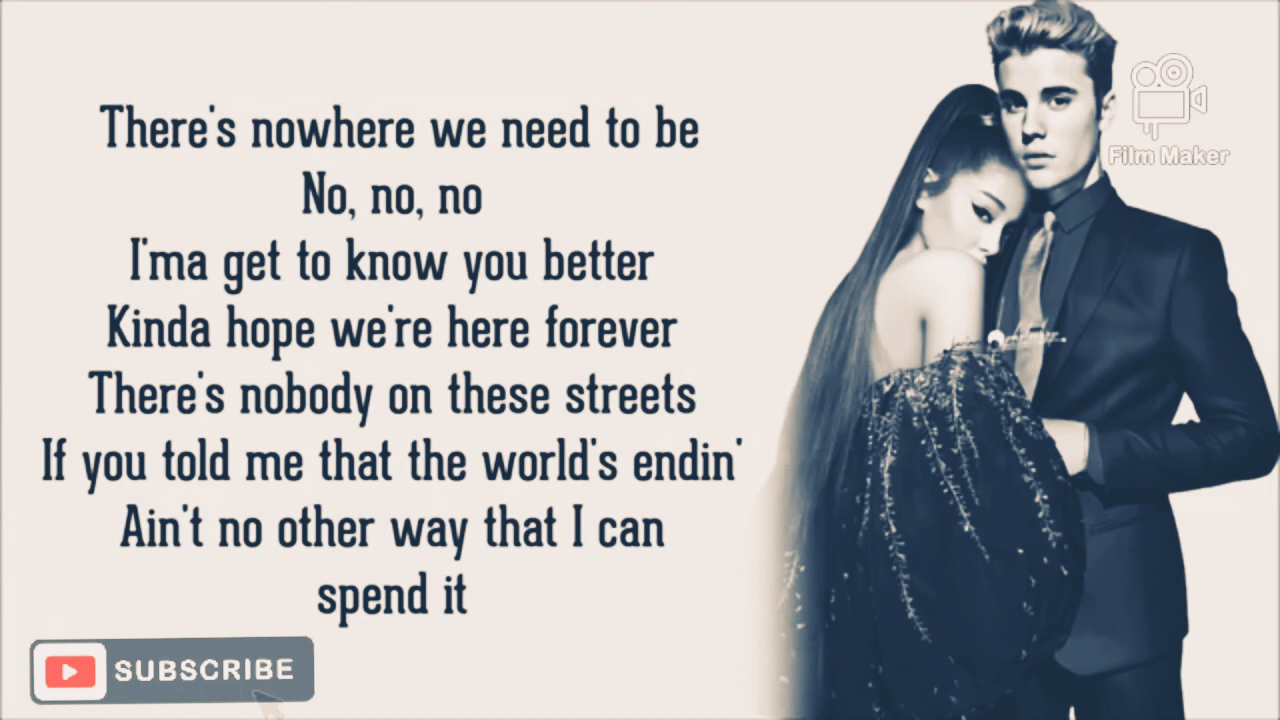 There's nowhere we need to be
No, no, no
I'ma get to know you better
Kinda hope we're here forever
There's nobody on these streets
If you told me that the world's endin'
Ain't no other way that I can
spend it
SUBSCRIBE
Film Maker